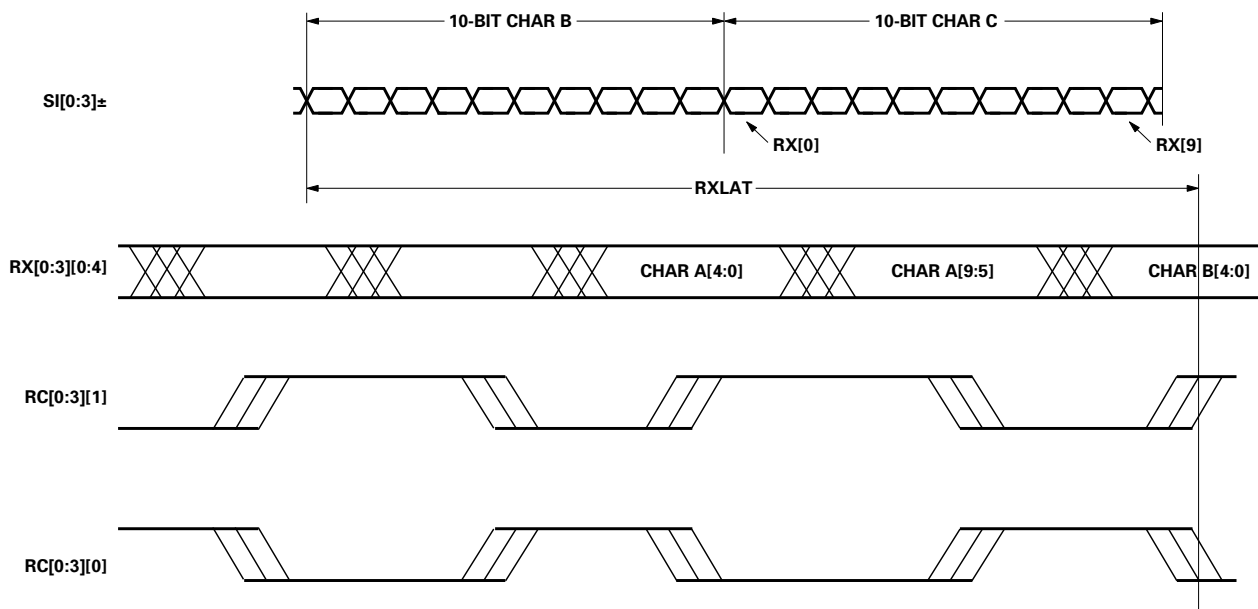 10-BIT CHAR B
10-BIT CHAR C
SI[0:3]±
RX[0]
RX[9]
RXLAT
RX[0:3][0:4]
CHAR A[4:0]
CHAR A[9:5]
CHAR B[4:0]
RC[0:3][1]
RC[0:3][0]